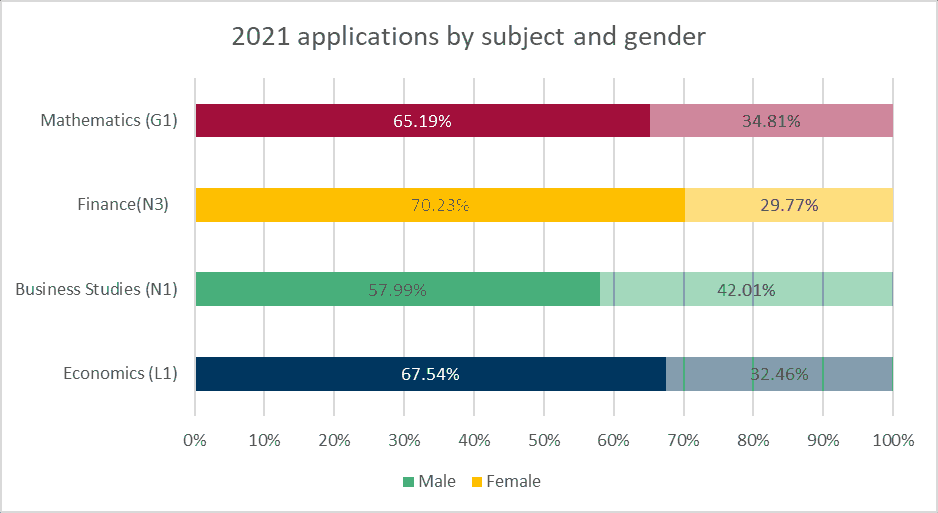 2021 applications by subject and gender
Mathematics (G1) 65.19% 34.81%
Finance(N3) 70.23% 29.77%
Business Studies (N1) 57.99% 42.01%
Economics (L1) 67.54% 32.46%
0% 10% 20% 30% 40% 50% 60% 70% 80% 90% 100%
Male Female